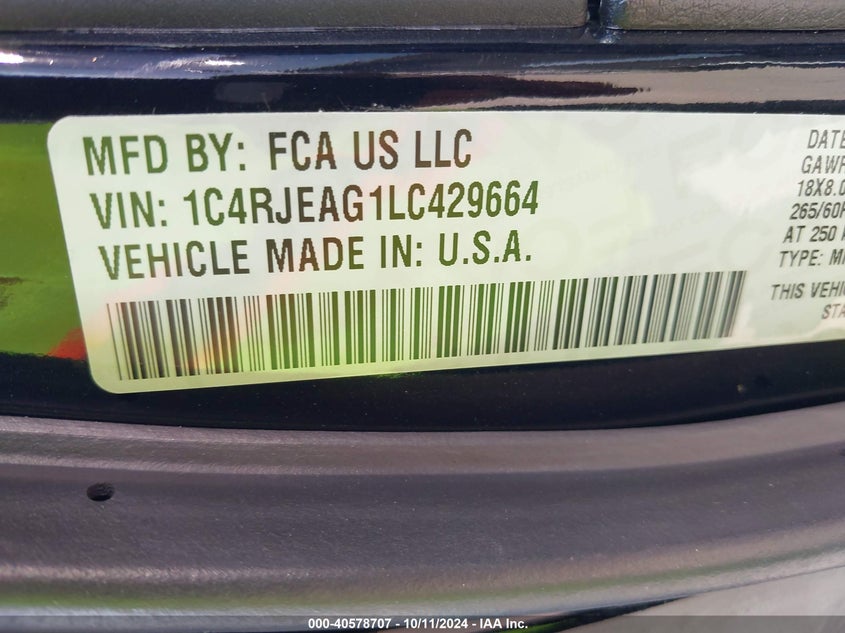 MFD BY: FCA US LLC
VIN: 1C4RJEAG1LC429664
VEHICLE MADE IN: U.S.A.
DATE
GAWR
18X8.0
265/60R
AT 250
TYPE: M
THIS VEHIC
STA
000-40578707 - 10/11/2024 - IAA Inc.